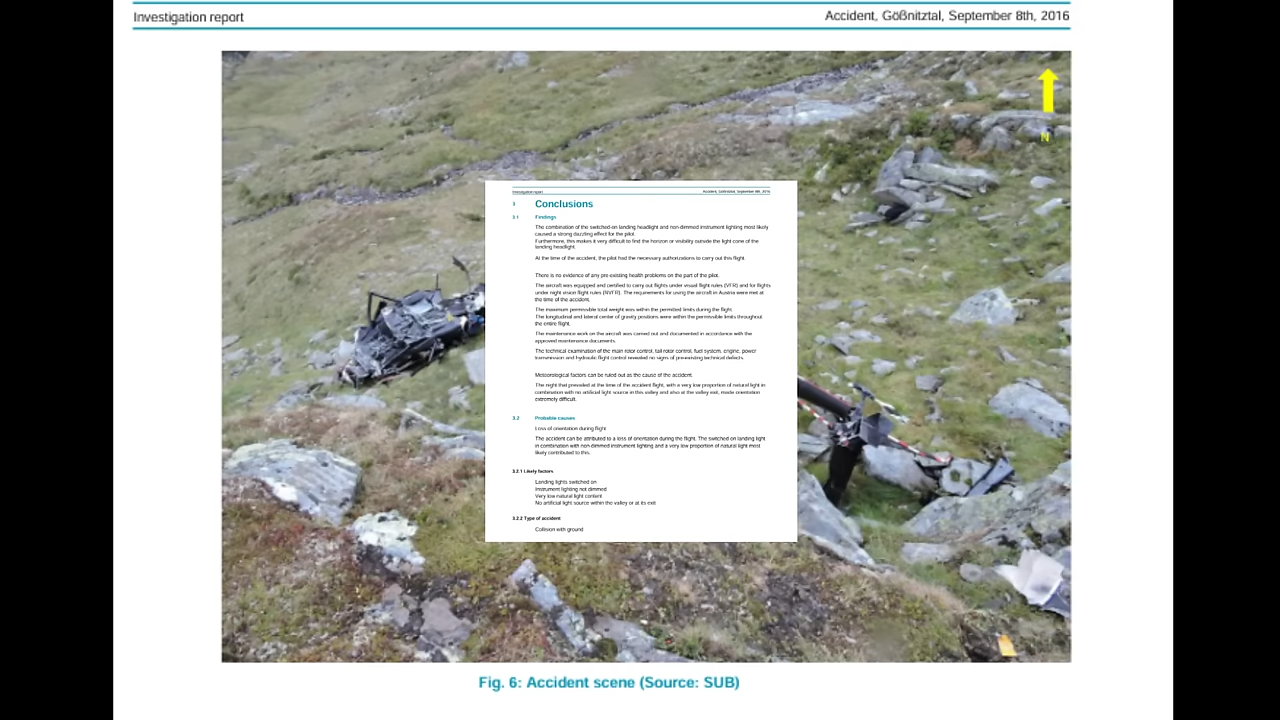 Investigation report
Accident, Gößnitztal, September 8th, 2016
N
Investigation report
Accident, Gößnitztal, September 8th, 2016
3 Conclusions
3.1 Findings
The combination of the switched-on landing headlight and non-dimmed instrument lighting most likely
caused a strong dazzling effect for the pilot.
Furthermore, this makes it very difficult to find the horizon or visibility outside the light cone of the
landing headlight.
At the time of the accident, the pilot had the necessary authorizations to carry out this flight.
There is no evidence of any pre-existing health problems on the part of the pilot.
The aircraft was equipped and certified to carry out flights under visual flight rules (VFR) and for flights
under night vision flight rules (NVFR). The requirements for using the aircraft in Austria were met at
the time of the accident.
The maximum permissible total weight was within the permitted limits during the flight.
The longitudinal and lateral center of gravity positions were within the permissible limits throughout
the entire flight.
The maintenance work on the aircraft was carried out and documented in accordance with the
approved maintenance documents.
The technical examination of the main rotor control, tail rotor control, fuel system, engine, power
transmission and hydraulic flight control revealed no signs of preexisting technical defects.
Meteorological factors can be ruled out as the cause of the accident.
The night that prevailed at the time of the accident flight, with a very low proportion of natural light in
combination with no artificial light source in this valley and also at the valley exit, made orientation
extremely difficult.
3.2 Probable causes
Loss of orientation during flight
The accident can be attributed to a loss of orientation during the flight. The switched on landing light
in combination with non-dimmed instrument lighting and a very low proportion of natural light most
likely contributed to this.
3.2.1 Likely factors
Landing lights switched on
Instrument lighting not dimmed
Very low natural light content
No artificial light source within the valley or at its exit
3.2.2 Type of accident
Collision with ground
Fig. 6: Accident scene (Source: SUB)